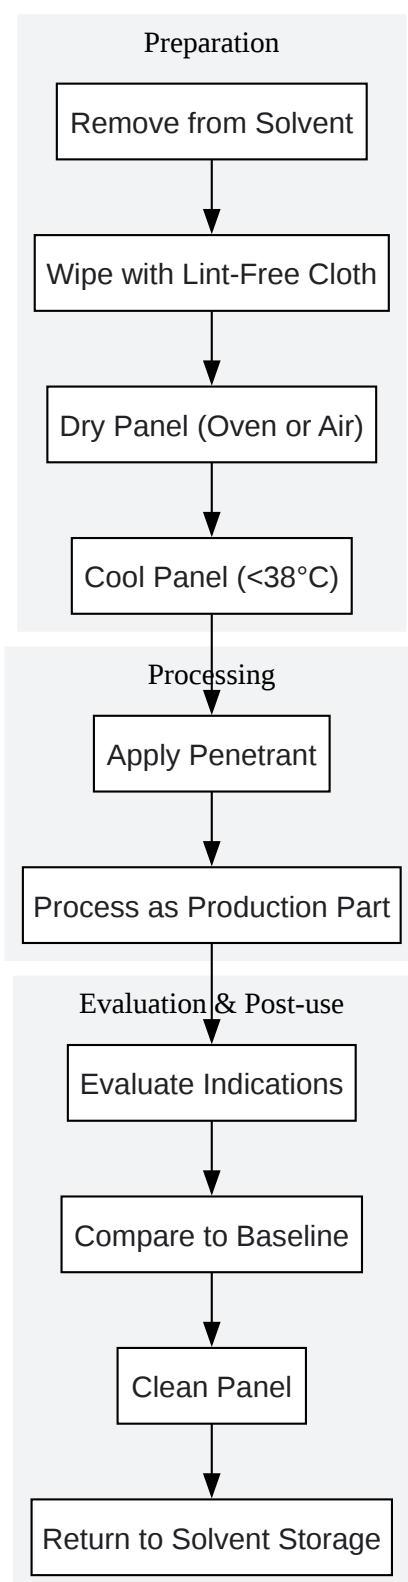 Preparation
Remove from Solvent
Wipe with Lint-Free Cloth
Dry Panel (Oven or Air)
Cool Panel (<38°C)
Processing
Apply Penetrant
Process as Production Part
Evaluation & Post-use
Evaluate Indications
Compare to Baseline
Clean Panel
Return to Solvent Storage